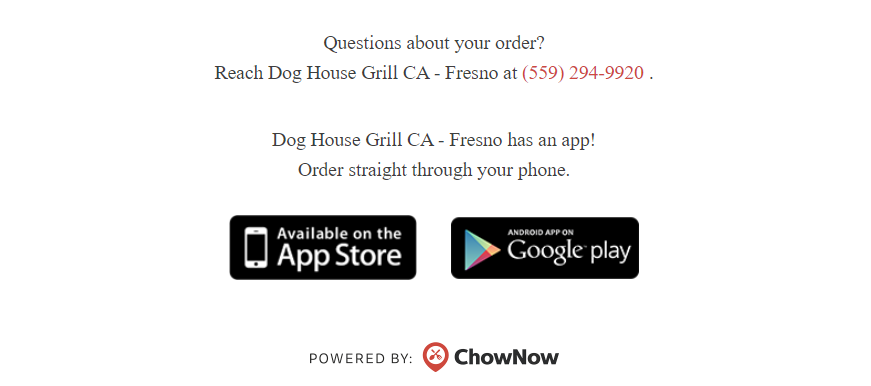 Questions about your order?
Reach Dog House Grill CA - Fresno at (559) 294-9920 .
Dog House Grill CA - Fresno has an app!
Order straight through your phone.
Available on the
App Store
ANDROID APP ON
Google play
POWERED BY: ChowNow